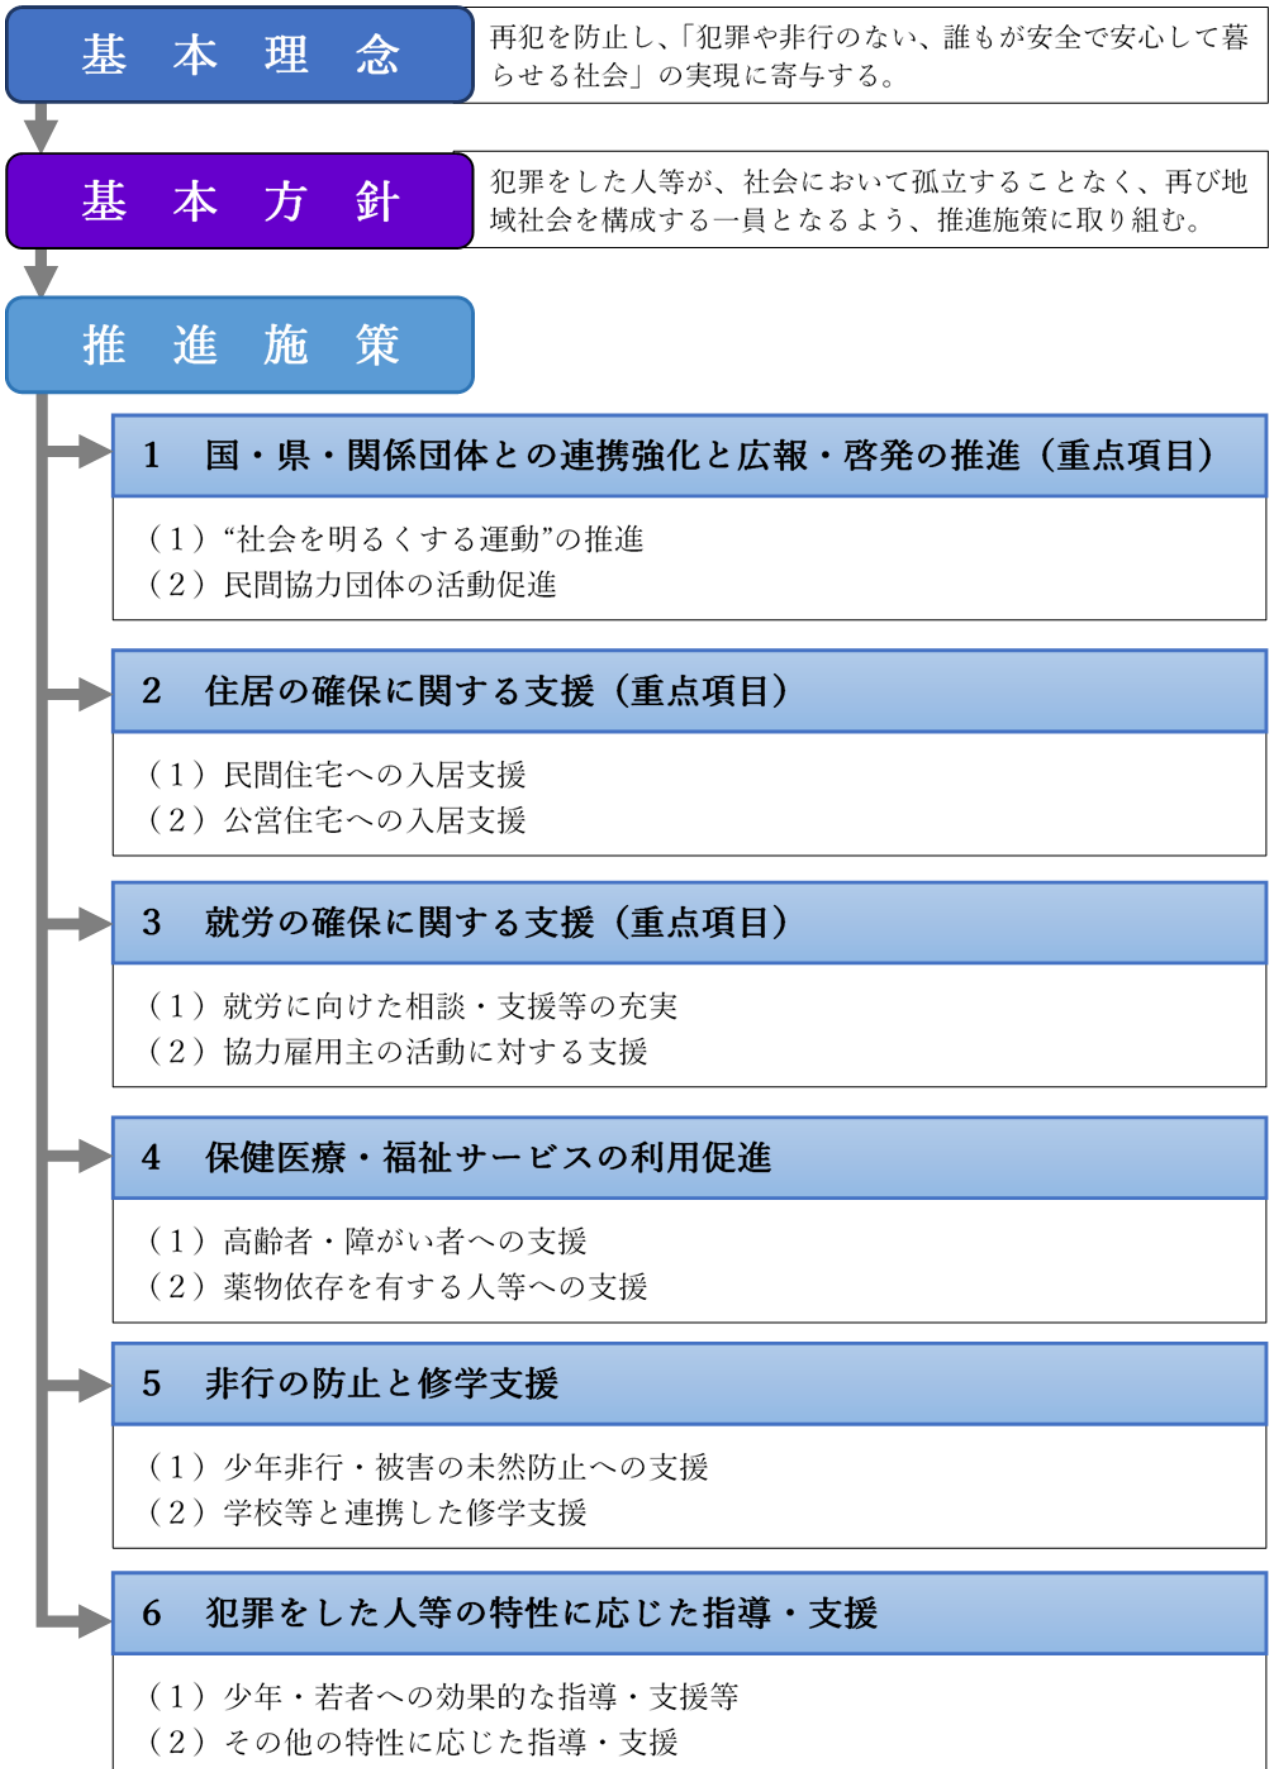 基本理念
再犯を防止し、「犯罪や非行のない、誰もが安全で安心して暮
らせる社会」の実現に寄与する。
基本方針
犯罪をした人等が、社会において孤立することなく、再び地
域社会を構成する一員となるよう、推進施策に取り組む。
推進施策
1 国・県・関係団体との連携強化と広報・啓発の推進（重点項目）
（1）“社会を明るくする運動”の推進
（2）民間協力団体の活動促進
2 住居の確保に関する支援（重点項目）
（1）民間住宅への入居支援
（2）公営住宅への入居支援
3 就労の確保に関する支援（重点項目）
（1）就労に向けた相談・支援等の充実
（2）協力雇用主の活動に対する支援
4 保健医療・福祉サービスの利用促進
（1）高齢者・障がい者への支援
（2）薬物依存を有する人等への支援
5 非行の防止と修学支援
（1）少年非行・被害の未然防止への支援
（2）学校等と連携した修学支援
6 犯罪をした人等の特性に応じた指導・支援
（1）少年・若者への効果的な指導・支援等
（2）その他の特性に応じた指導・支援